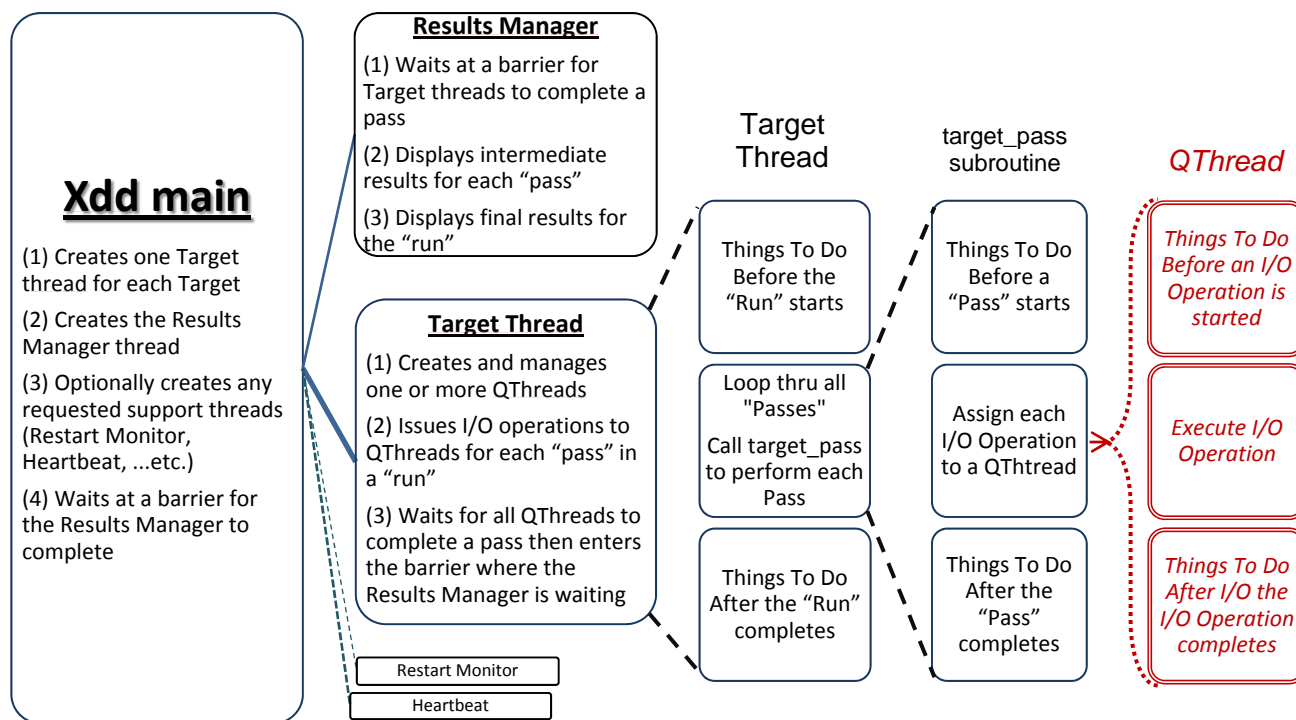 Xdd main
(1) Creates one Target
thread for each Target
(2) Creates the Results
Manager thread
(3) Optionally creates any
requested support threads
(Restart Monitor,
Heartbeat, ...etc.)
(4) Waits at a barrier for
the Results Manager to
complete
Results Manager
(1) Waits at a barrier for
Target threads to complete a
pass
(2) Displays intermediate
results for each “pass”
(3) Displays final results for
the “run”
Target Thread
(1) Creates and manages
one or more QThreads
(2) Issues I/O operations to
QThreads for each “pass” in
a “run”
(3) Waits for all QThreads to
complete a pass then enters
the barrier where the
Results Manager is waiting
Restart Monitor
Heartbeat
Target
Thread
Things To Do
Before the
“Run” starts
Loop thru all
"Passes"
Call target_pass
to perform each
Pass
Things To Do
After the “Run”
completes
target_pass
subroutine
Things To Do
Before a
“Pass” starts
Assign each
I/O Operation
to a QThtread
Things To Do
After the
“Pass”
completes
QThread
Things To Do
Before an I/O
Operation is
started
Execute I/O
Operation
Things To Do
After I/O the
I/O Operation
completes